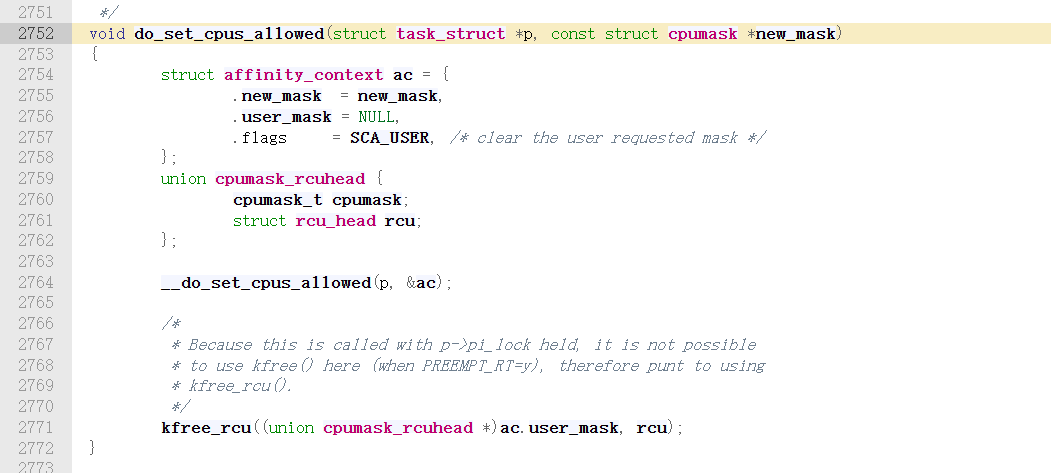 2751  */
2752 void do_set_cpus_allowed(struct task_struct *p, const struct cpumask *new_mask)
2753 {
2754         struct affinity_context ac = {
2755                 .new_mask  = new_mask,
2756                 .user_mask = NULL,
2757                 .flags     = SCA_USER, /* clear the user requested mask */
2758         };
2759         union cpumask_rcuhead {
2760                 cpumask_t cpumask;
2761                 struct rcu_head rcu;
2762         };
2763
2764         __do_set_cpus_allowed(p, &ac);
2765
2766         /*
2767          * Because this is called with p->pi_lock held, it is not possible
2768          * to use kfree() here (when PREEMPT_RT=y), therefore punt to using
2769          * kfree_rcu().
2770          */
2771         kfree_rcu((union cpumask_rcuhead *)ac.user_mask, rcu);
2772 }
2773